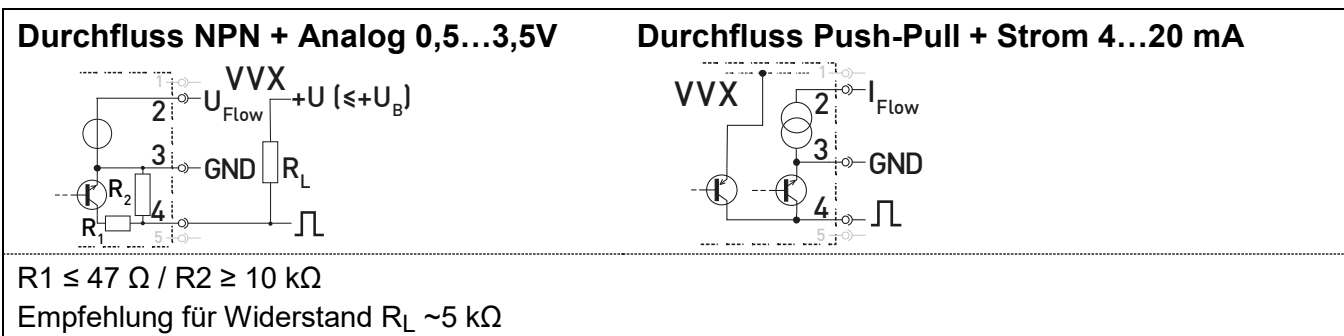 Durchfluss NPN + Analog 0,5…3,5V
1
VVX
2
U_Flow
+U (≤+U_B)
3
GND
R_L
R_2
4
R_1
5
Durchfluss Push-Pull + Strom 4…20 mA
1
VVX
2
I_Flow
3
GND
4
5
R1 ≤ 47 Ω / R2 ≥ 10 kΩ
Empfehlung für Widerstand R_L ~5 kΩ